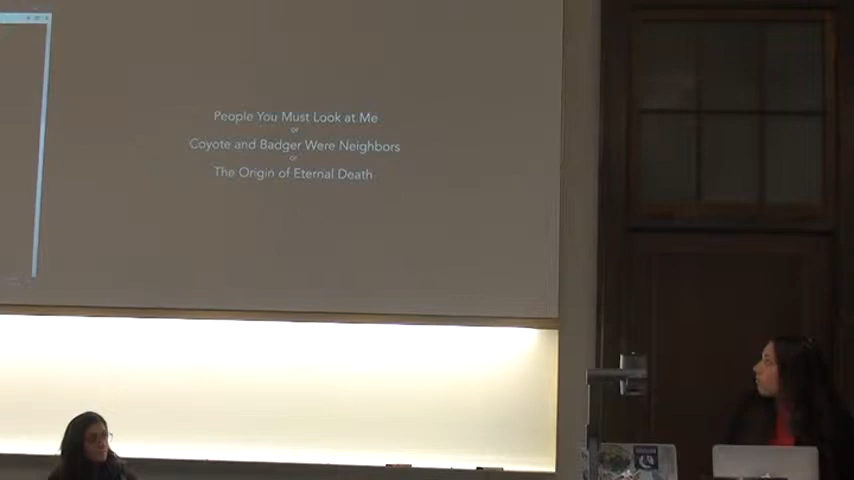 People You Must Look at Me
or
Coyote and Badger Were Neighbors
or
The Origin of Eternal Death